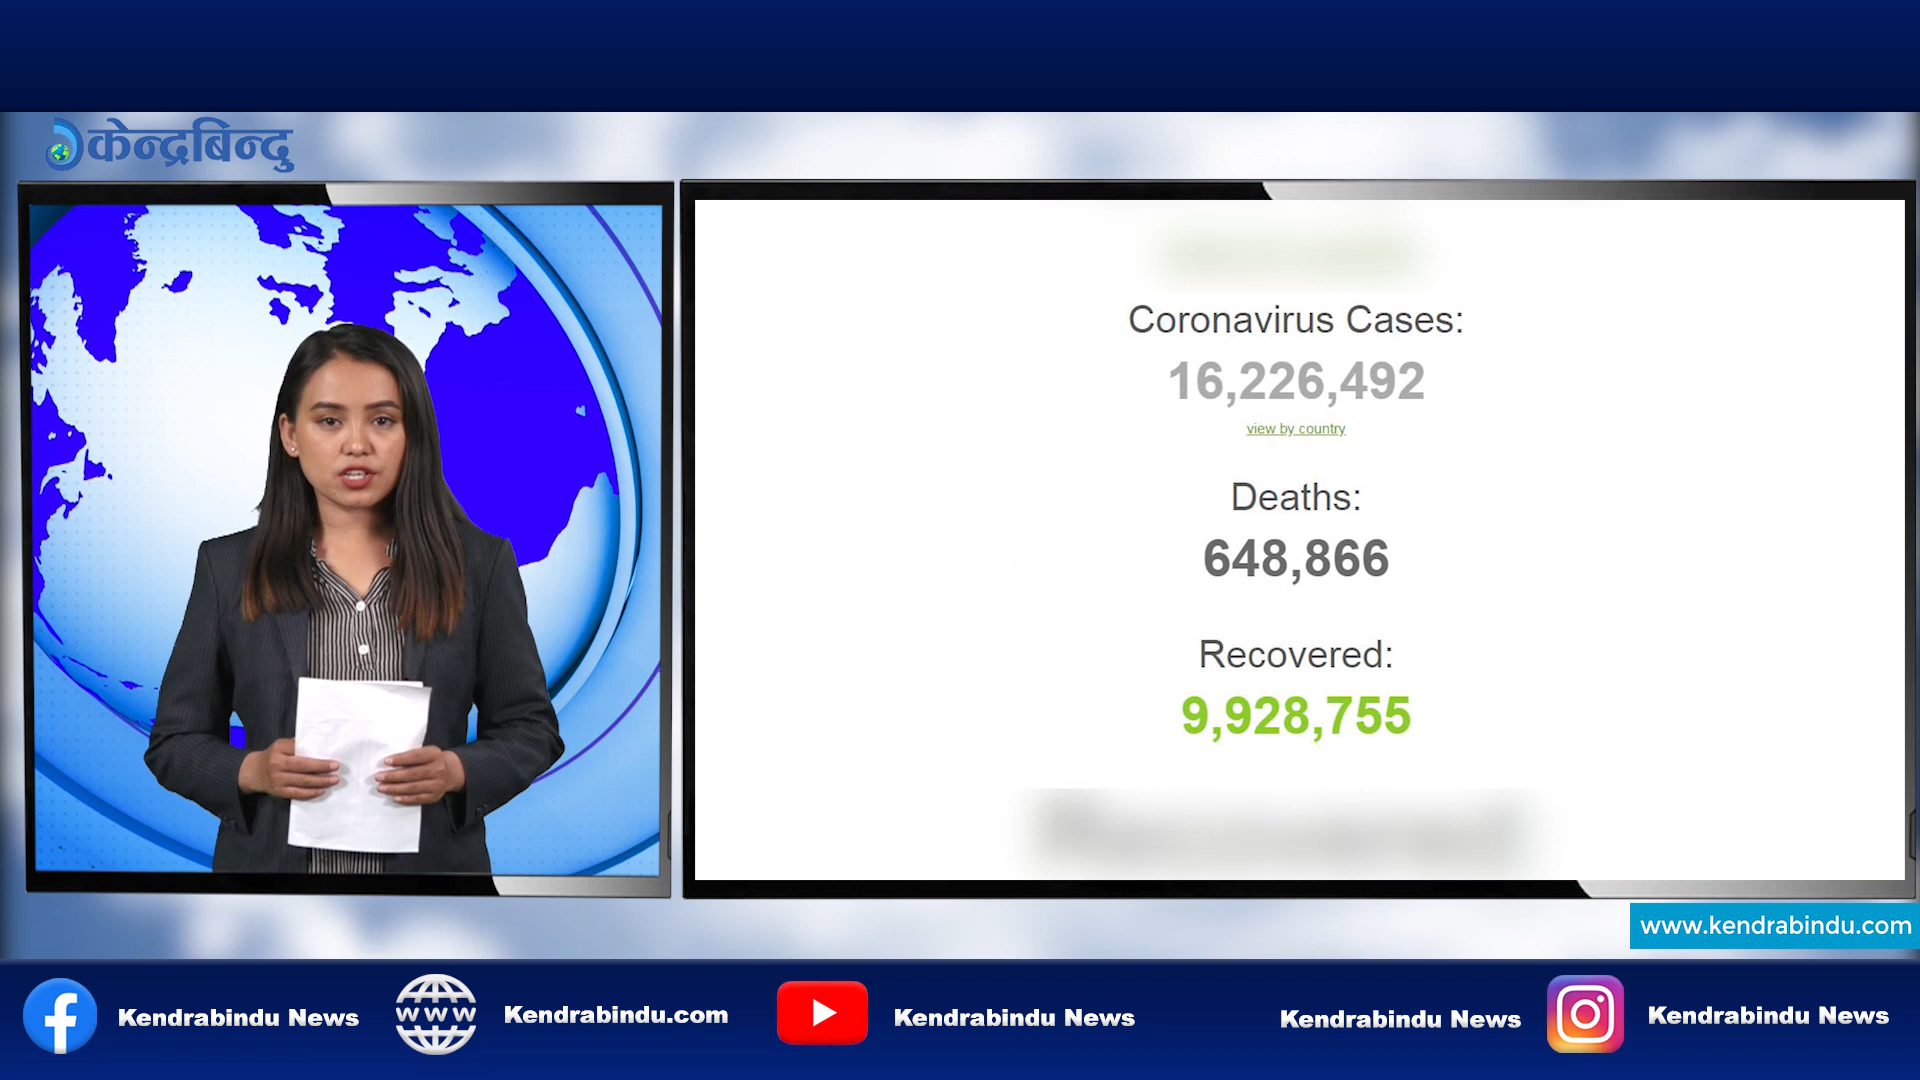 केन्द्रबिन्दु
Coronavirus Cases:
16,226,492
view by country
Deaths:
648,866
Recovered:
9,928,755
www.kendrabindu.com
Kendrabindu News
WWW
Kendrabindu.com
Kendrabindu News
Kendrabindu News
Kendrabindu News